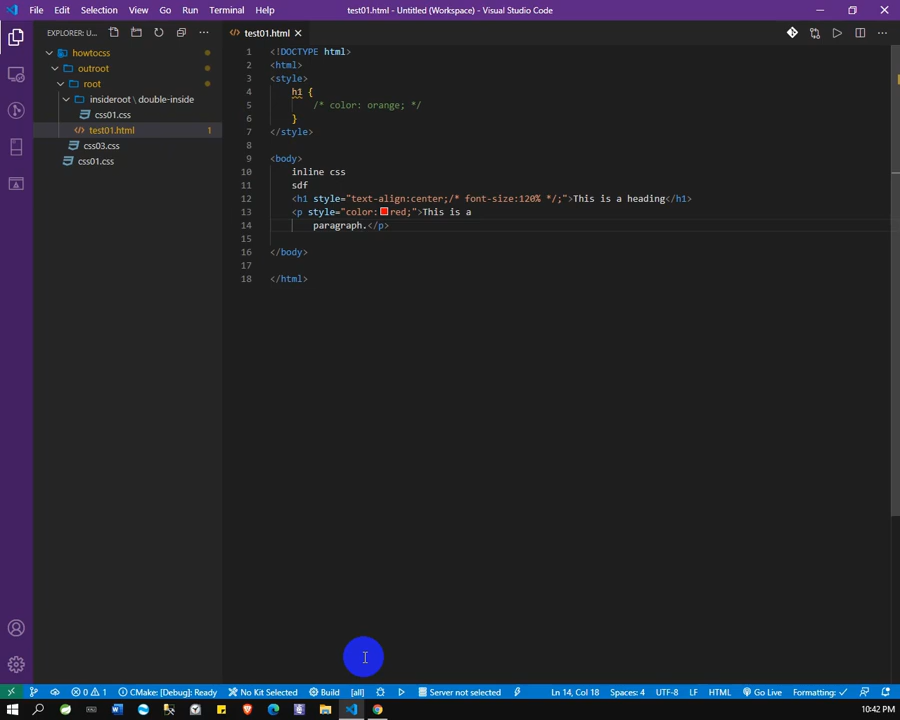 File Edit Selection View Go Run Terminal Help
test01.html - Untitled (Workspace) - Visual Studio Code
EXPLORER: U...
howtocss
outroot
root
insideroot \ double-inside
css01.css
test01.html 1
css03.css
css01.css
test01.html
1 <!DOCTYPE html>
2 <html>
3 <style>
4 h1 {
5 /* color: orange; */
6 }
7 </style>
8
9 <body>
10 inline css
11 sdf
12 <h1 style="text-align:center;/* font-size:120% */;">This is a heading</h1>
13 <p style="color:red;">This is a
14 paragraph.</p>
15
16 </body>
17
18 </html>
0 1 CMake: [Debug]: Ready No Kit Selected Build [all] Server not selected Ln 14, Col 18 Spaces: 4 UTF-8 LF HTML Go Live Formatting: ✓
10:42 PM